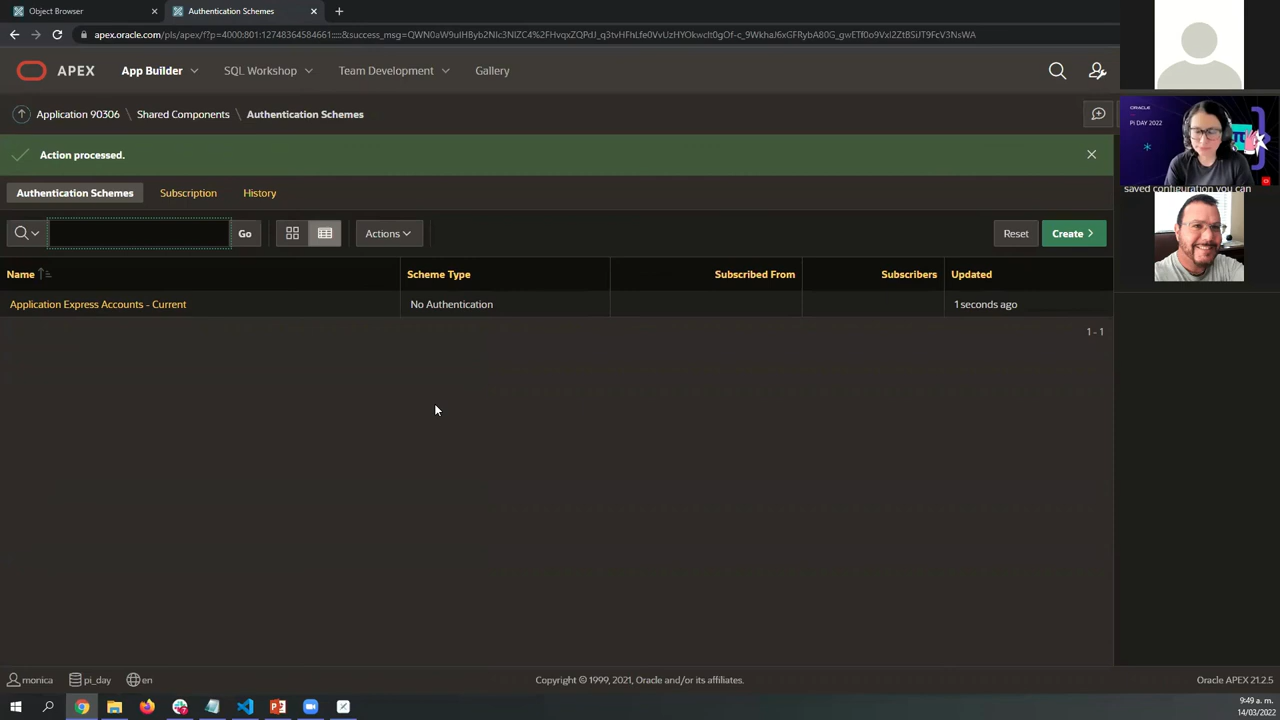 Object Browser
Authentication Schemes
apex.oracle.com/pls/apex/f?p=4000:801:12748364584661:::::&success_msg=
APEX
App Builder
SQL Workshop
Team Development
Gallery
Application 90306 \ Shared Components \ Authentication Schemes
Action processed.
Authentication Schemes
Subscription
History
Go
Actions
Reset
Create
Name
Scheme Type
Subscribed From
Subscribers
Updated
Application Express Accounts - Current
No Authentication
1 seconds ago
1 - 1
monica
pi_day
en
Copyright © 1999, 2021, Oracle and/or its affiliates.
Oracle APEX 21.2.5
9:49 a. m.
14/03/2022
ORACLE
Pi DAY 2022
saved configuration you can